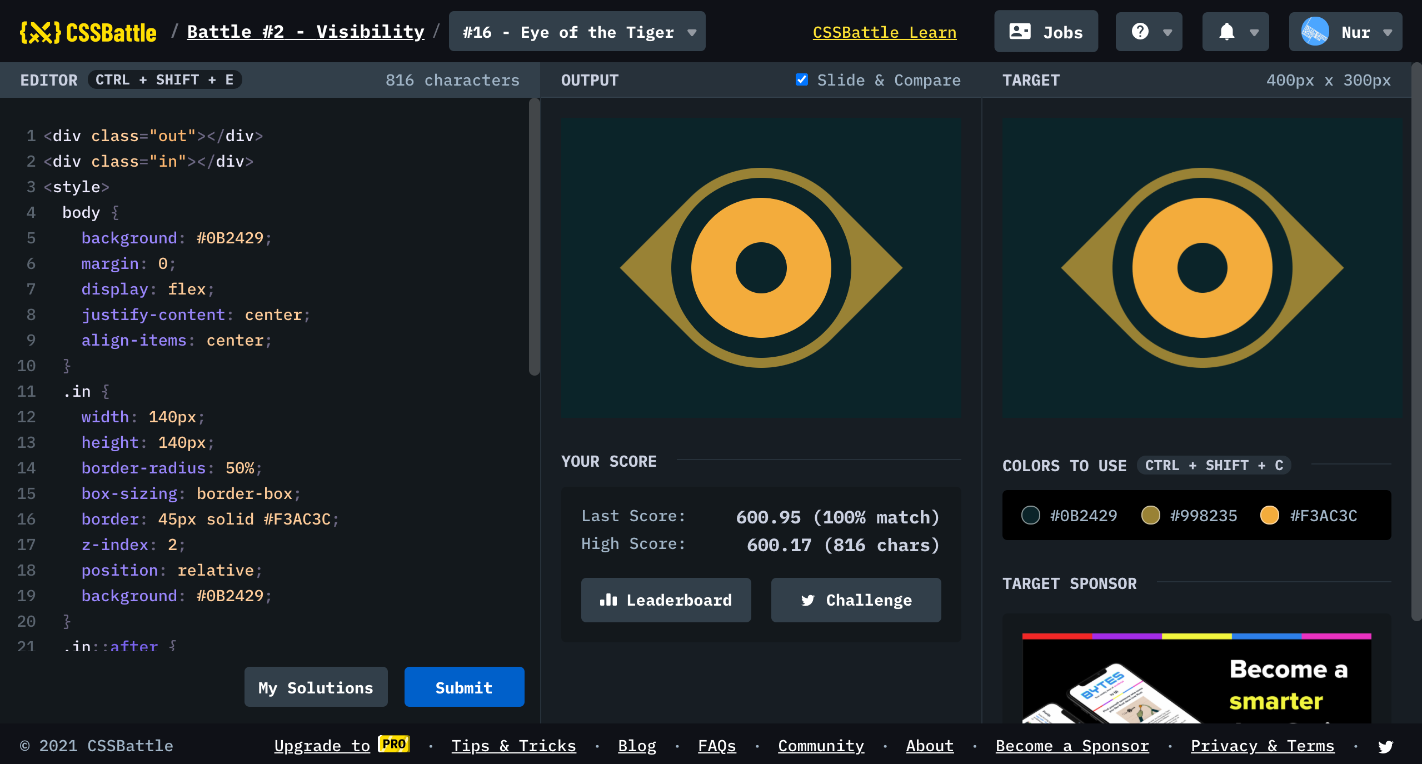 {X} CSSBattle / Battle #2 - Visibility / #16 - Eye of the Tiger CSSBattle Learn Jobs Nur
EDITOR CTRL + SHIFT + E 816 characters
OUTPUT Slide & Compare
TARGET 400px x 300px
1 <div class="out"></div>
2 <div class="in"></div>
3 <style>
4 body {
5 background: #0B2429;
6 margin: 0;
7 display: flex;
8 justify-content: center;
9 align-items: center;
10 }
11 .in {
12 width: 140px;
13 height: 140px;
14 border-radius: 50%;
15 box-sizing: border-box;
16 border: 45px solid #F3AC3C;
17 z-index: 2;
18 position: relative;
19 background: #0B2429;
20 }
21 .in::after {
My Solutions Submit
YOUR SCORE
Last Score: 600.95 (100% match)
High Score: 600.17 (816 chars)
Leaderboard Challenge
COLORS TO USE CTRL + SHIFT + C
#0B2429 #998235 #F3AC3C
TARGET SPONSOR
BYTES
Become a
smarter
© 2021 CSSBattle Upgrade to PRO · Tips & Tricks · Blog · FAQs · Community · About · Become a Sponsor · Privacy & Terms ·